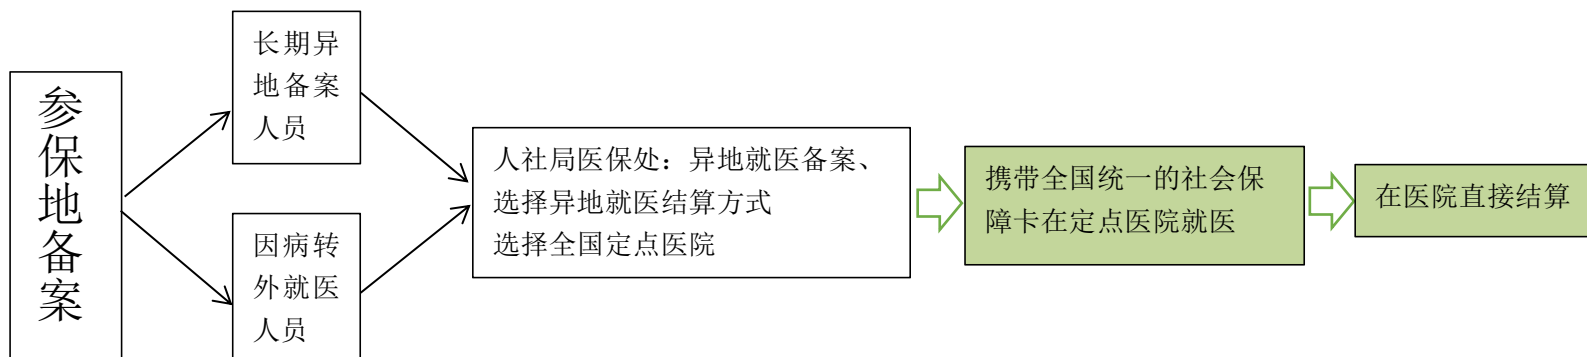 参保地备案
长期异
地备案
人员
因病转
外就医
人员
人社局医保处：异地就医备案、
选择异地就医结算方式
选择全国定点医院
携带全国统一的社会保
障卡在定点医院就医
在医院直接结算